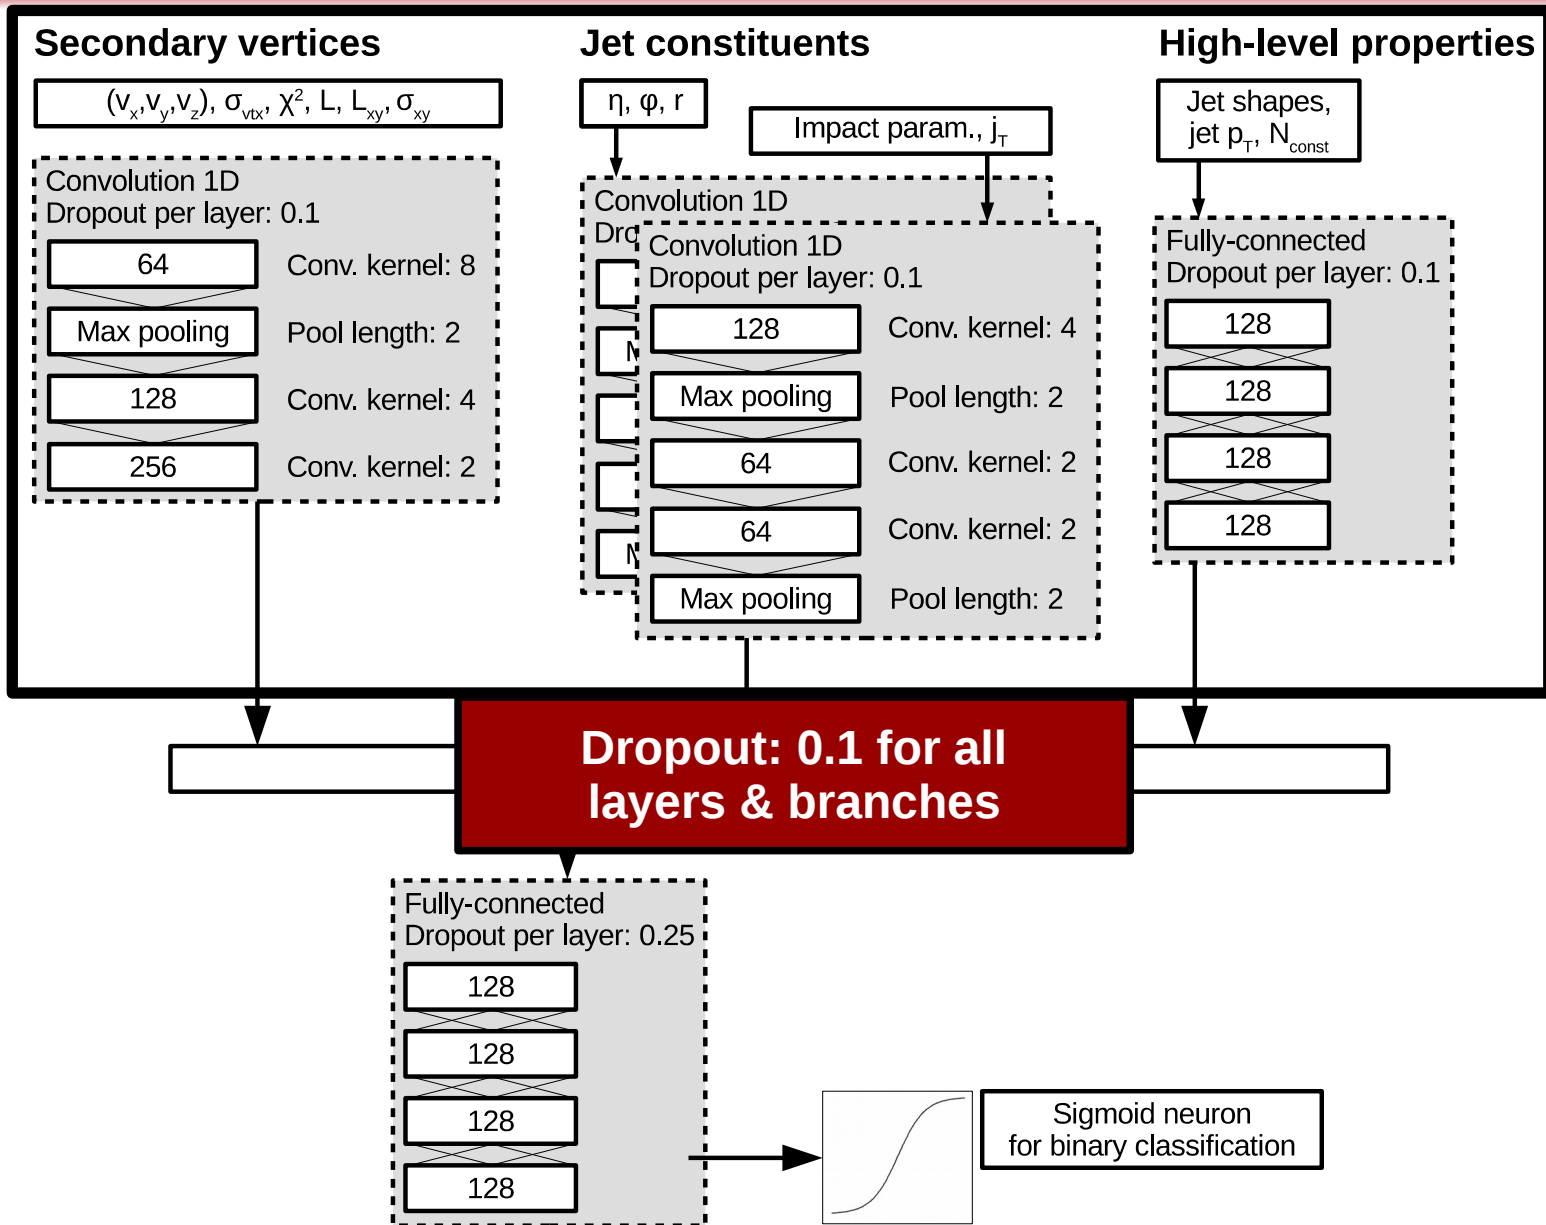 Secondary vertices
(vx,vy,vz), σvtx, χ², L, Lxy, σxy
Convolution 1D
Dropout per layer: 0.1
64
Conv. kernel: 8
Max pooling
Pool length: 2
128
Conv. kernel: 4
256
Conv. kernel: 2
Jet constituents
η, φ, r
Impact param., jT
Convolution 1D
Convolution 1D
Dropout per layer: 0.1
128
Conv. kernel: 4
Max pooling
Pool length: 2
64
Conv. kernel: 2
64
Conv. kernel: 2
Max pooling
Pool length: 2
High-level properties
Jet shapes,
jet pT, Nconst
Fully-connected
Dropout per layer: 0.1
128
128
128
128
Dropout: 0.1 for all
layers & branches
Fully-connected
Dropout per layer: 0.25
128
128
128
128
Sigmoid neuron
for binary classification